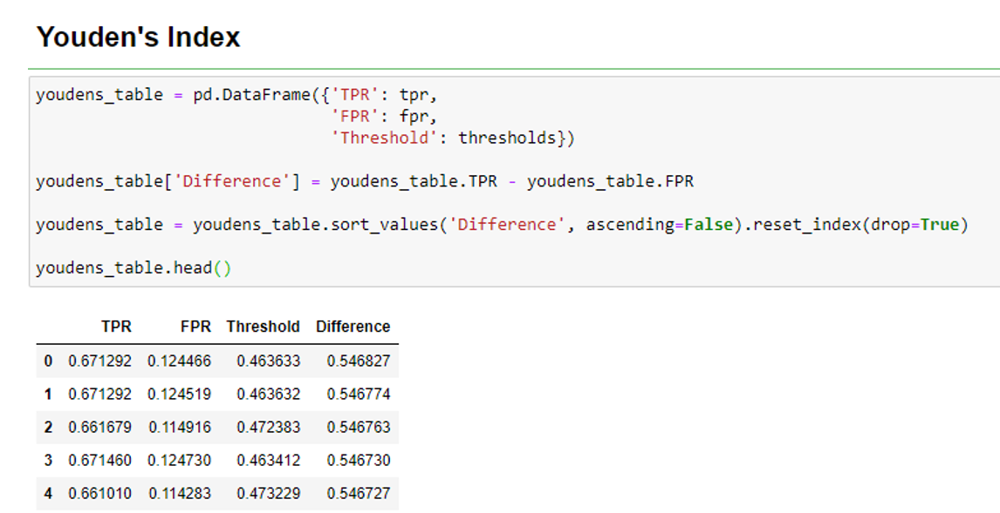 Youden's Index
youdens_table = pd.DataFrame({'TPR': tpr,
'FPR': fpr,
'Threshold': thresholds})
youdens_table['Difference'] = youdens_table.TPR - youdens_table.FPR
youdens_table = youdens_table.sort_values('Difference', ascending=False).reset_index(drop=True)
youdens_table.head()
TPR FPR Threshold Difference
0 0.671292 0.124466 0.463633 0.546827
1 0.671292 0.124519 0.463632 0.546774
2 0.661679 0.114916 0.472383 0.546763
3 0.671460 0.124730 0.463412 0.546730
4 0.661010 0.114283 0.473229 0.546727